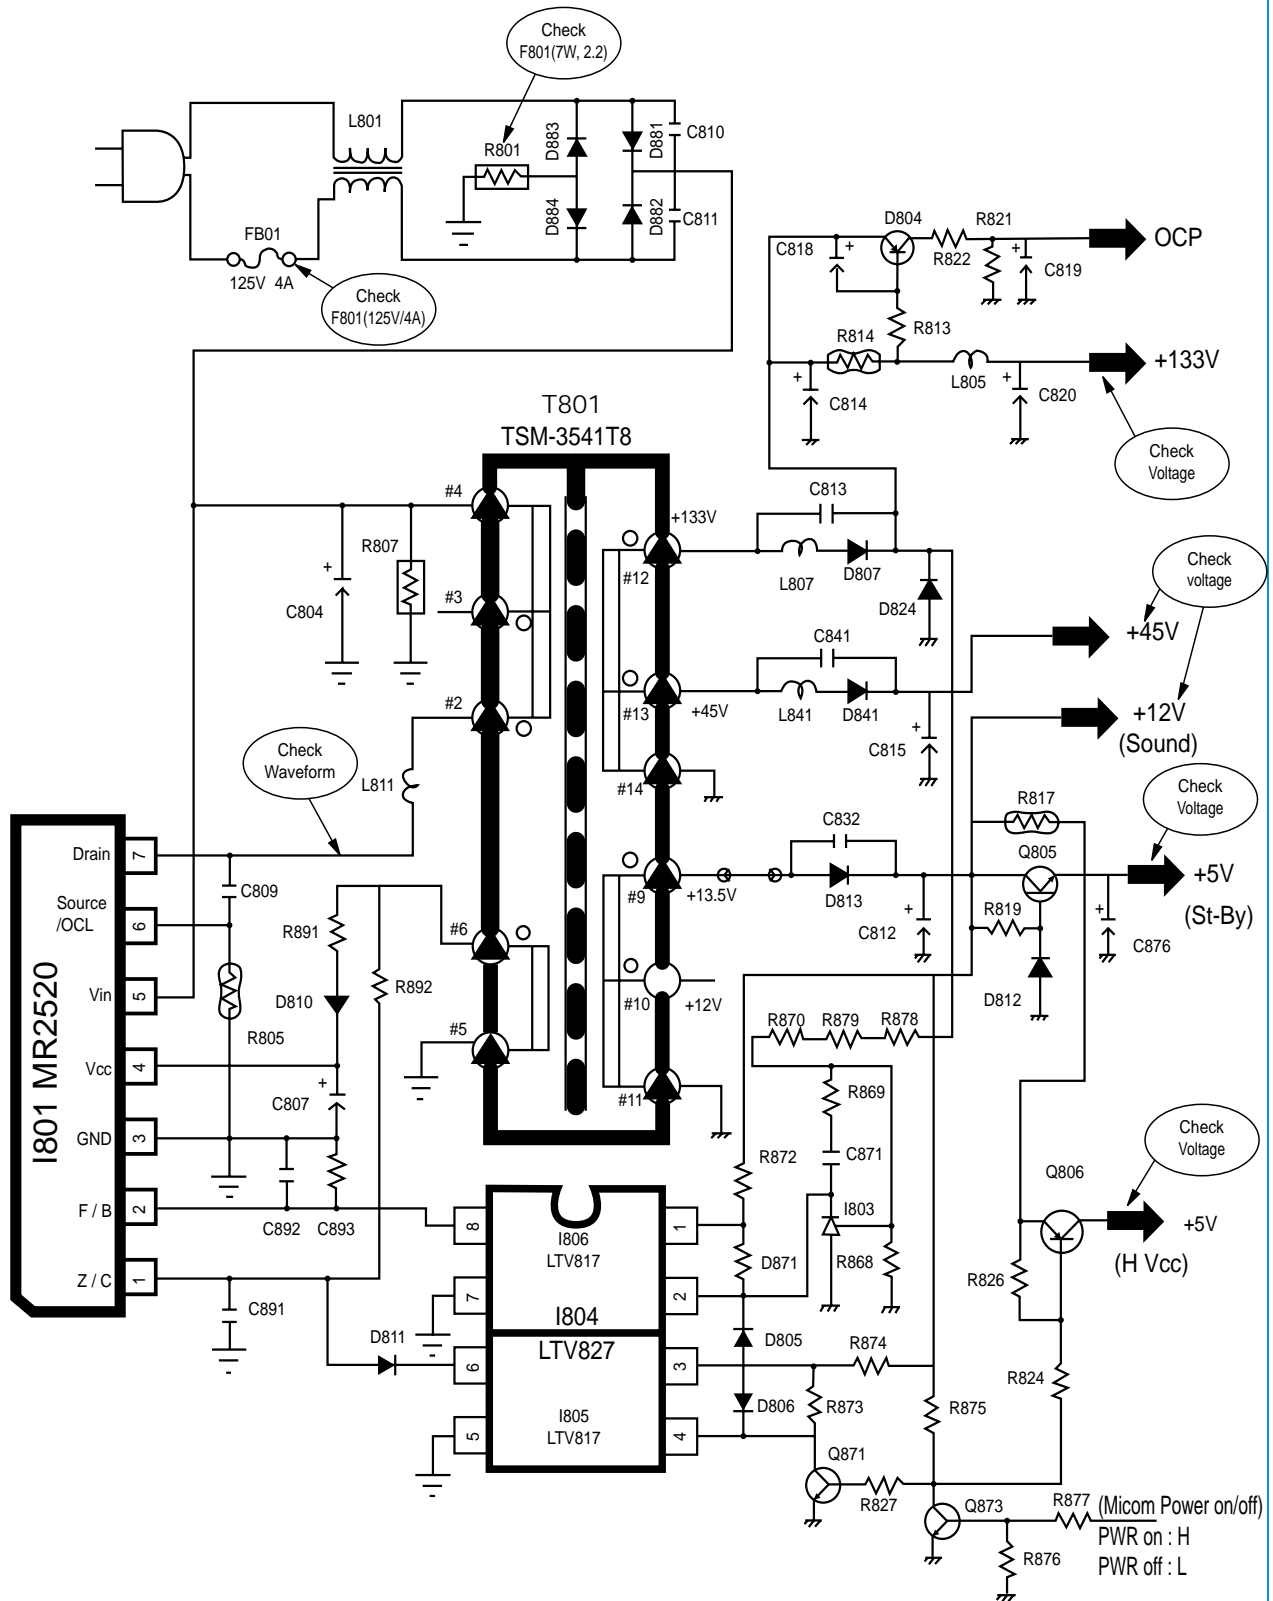 Check
F801(7W, 2.2)
L801
R801
D883
D881
C810
D884
D882
C811
FB01
125V 4A
Check
F801(125V/4A)
D804
R821
C818
R822
C819
OCP
R813
R814
L805
C814
C820
+133V
Check
Voltage
T801
TSM-3541T8
#4
+133V
C813
R807
#12
L807
D807
D824
C804
#3
Check
voltage
C841
+45V
#2
#13
+45V
L841
D841
+12V
(Sound)
C815
Check
Waveform
L811
#14
R817
Check
Voltage
C832
Q805
Drain
7
C809
#9
+13.5V
D813
+5V
(St-By)
Source
/OCL
6
R891
#6
C812
R819
C876
I801 MR2520
Vin
5
D810
R892
#10
+12V
D812
R805
#5
R870
R879
R878
Vcc
4
C807
#11
R869
GND
3
C871
R872
Check
Voltage
Q806
F / B
2
C892
C893
8
I806
LTV817
1
I803
+5V
(H Vcc)
D871
R868
R826
Z / C
1
C891
7
I804
2
D811
LTV827
D805
R874
6
3
R824
D806
R873
R875
5
I805
LTV817
4
Q871
R827
Q873
R877
(Micom Power on/off)
PWR on : H
R876
PWR off : L